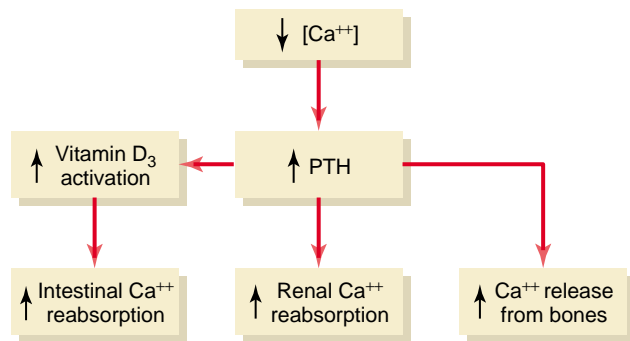 ↓ [Ca⁺⁺]
↑ Vitamin D₃
activation
↑ PTH
↑ Intestinal Ca⁺⁺
reabsorption
↑ Renal Ca⁺⁺
reabsorption
↑ Ca⁺⁺ release
from bones